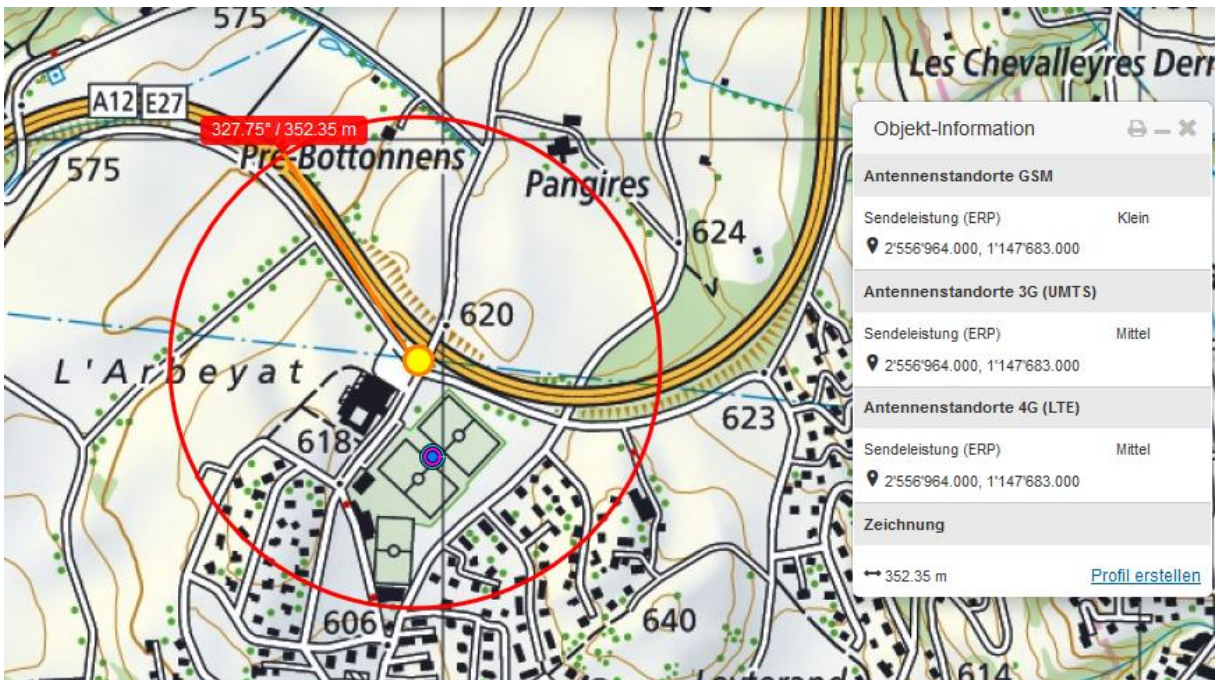 575
Les Chevalleyres Derr
A12 E27
327.75° / 352.35 m
Pré-Bottonnens
575
Pangires
624
620
L'Arbeyat
618
623
606
640
614
Objekt-Information
Antennenstandorte GSM
Sendeleistung (ERP) Klein
2'556'964.000, 1'147'683.000
Antennenstandorte 3G (UMTS)
Sendeleistung (ERP) Mittel
2'556'964.000, 1'147'683.000
Antennenstandorte 4G (LTE)
Sendeleistung (ERP) Mittel
2'556'964.000, 1'147'683.000
Zeichnung
352.35 m Profil erstellen